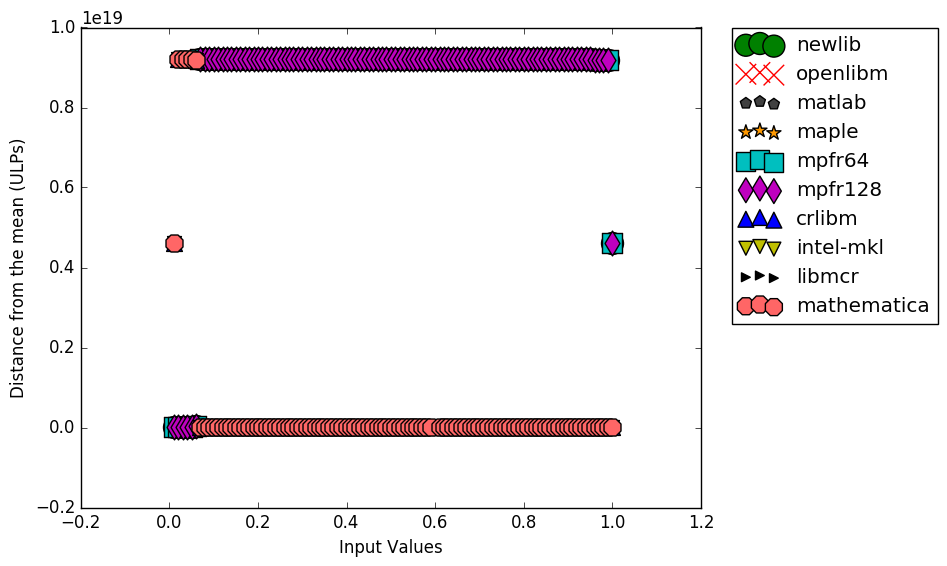 1e19
1.0
0.8
0.6
0.4
0.2
0.0
−0.2
−0.2 0.0 0.2 0.4 0.6 0.8 1.0 1.2
Input Values
Distance from the mean (ULPs)
newlib
openlibm
matlab
maple
mpfr64
mpfr128
crlibm
intel-mkl
libmcr
mathematica